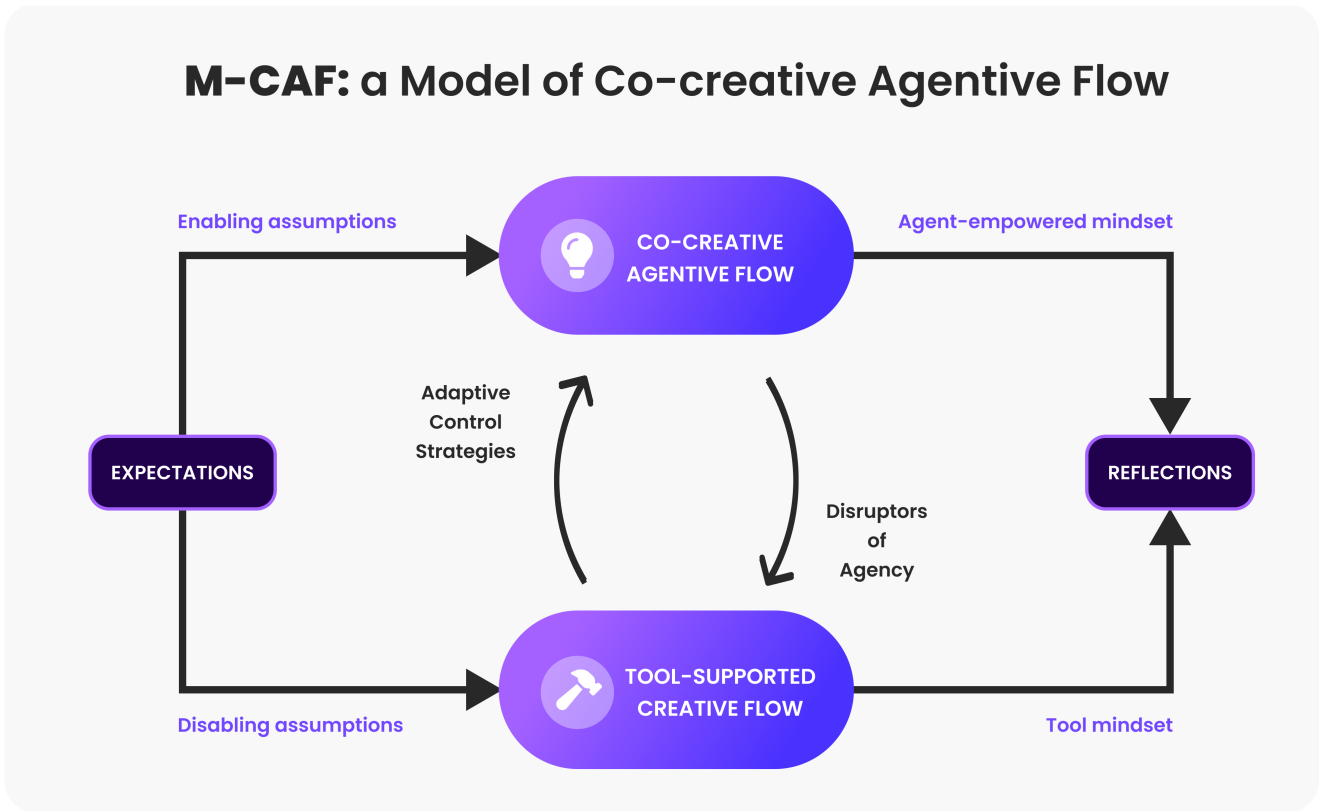 M-CAF: a Model of Co-creative Agentive Flow
Enabling assumptions
Agent-empowered mindset
CO-CREATIVE
AGENTIVE FLOW
Adaptive
Control
Strategies
EXPECTATIONS
REFLECTIONS
Disruptors
of
Agency
TOOL-SUPPORTED
CREATIVE FLOW
Disabling assumptions
Tool mindset